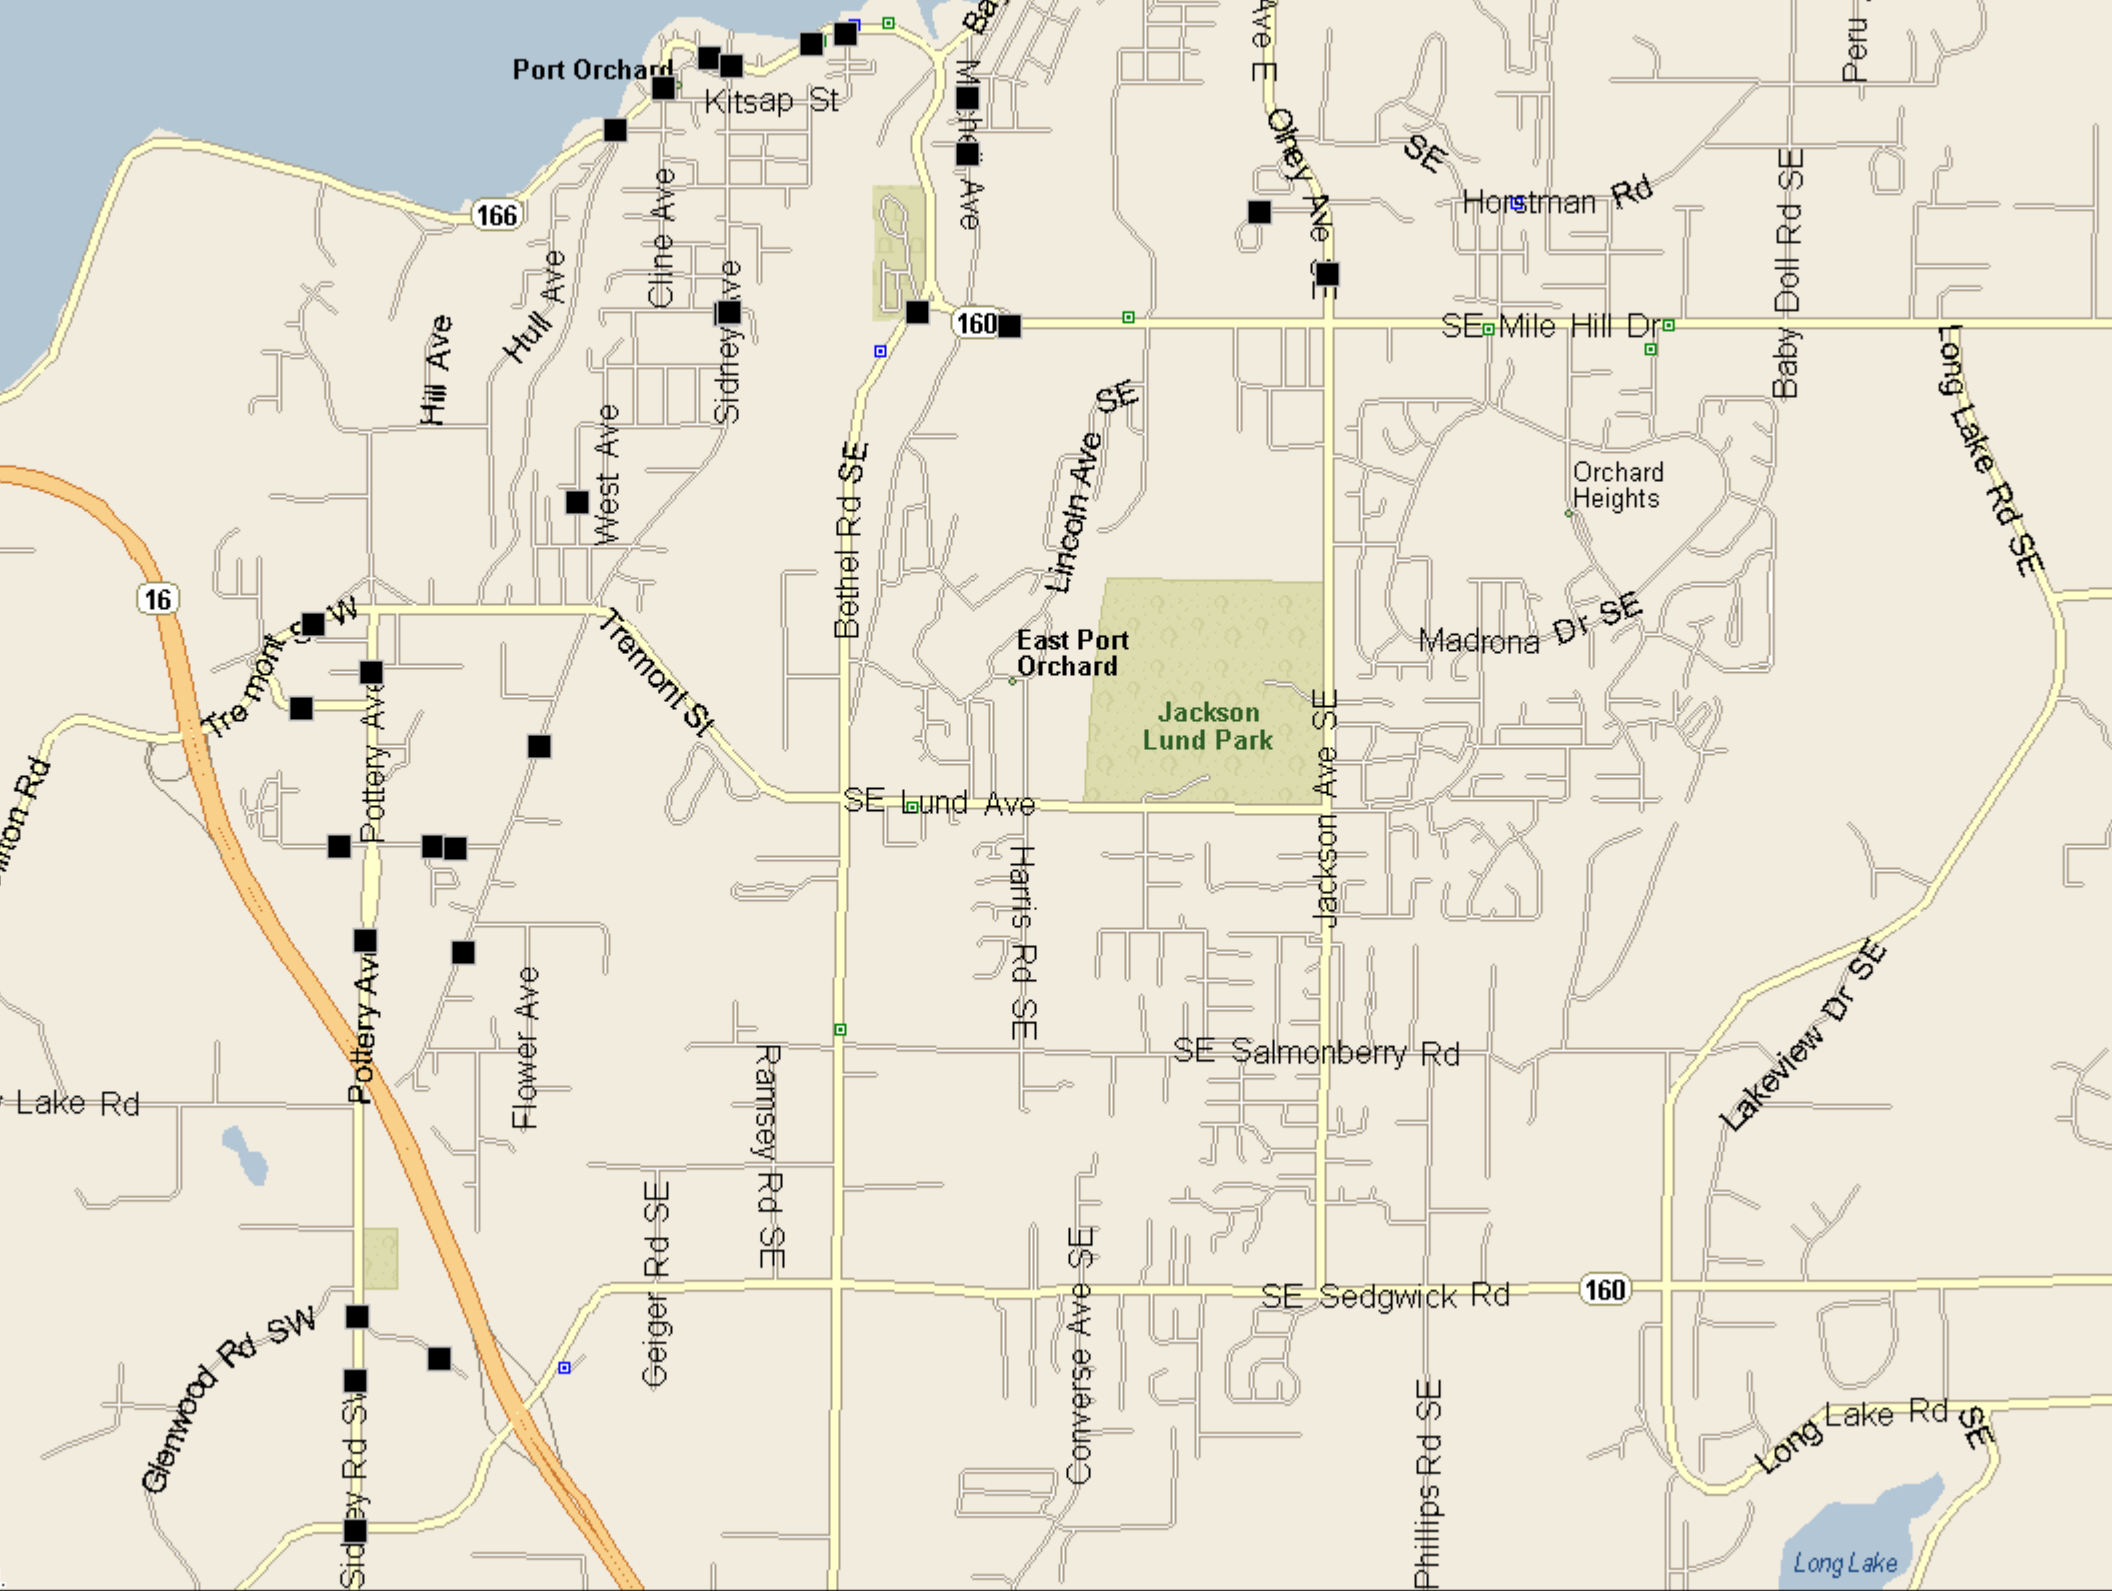 Port Orchard
Kitsap St
Ave E
Olney Ave SE
SE
Horstman Rd
Peru
166
Cline Ave
Hull Ave
Hill Ave
Sidney Ave
West Ave
160
SE Mile Hill Dr
Baby Doll Rd SE
Long Lake Rd SE
Lincoln Ave SE
Bethel Rd SE
Orchard
Heights
16
Tremont St W
Tremont St
East Port
Orchard
Madrona Dr SE
Jackson
Lund Park
Pottery Ave
SE Lund Ave
Jackson Ave SE
Harris Rd SE
Pottery Ave
Flower Ave
Lake Rd
SE Salmonberry Rd
Lakeview Dr SE
Ramsey Rd SE
Geiger Rd SE
Converse Ave SE
SE Sedgwick Rd
160
Glenwood Rd SW
Sidney Rd SW
Phillips Rd SE
Long Lake Rd SE
Long Lake